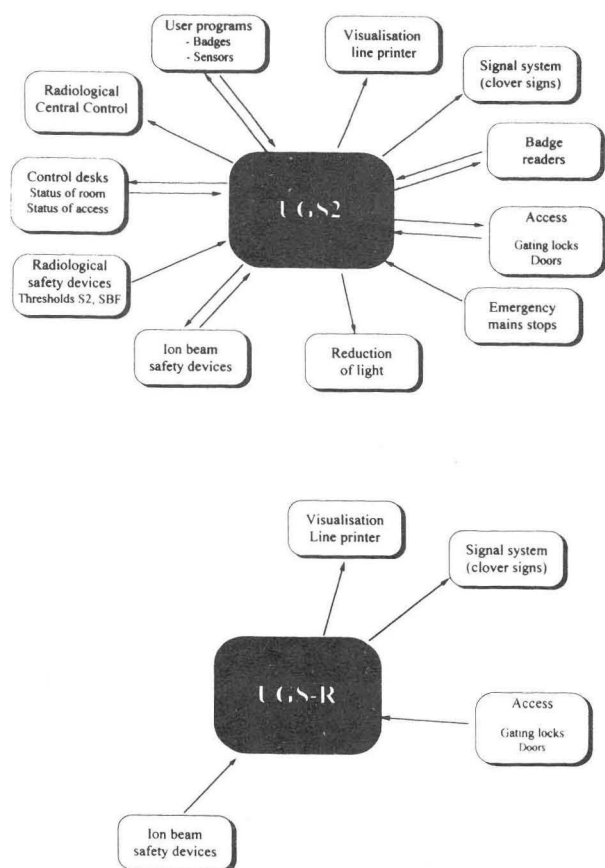 User programs
- Badges
- Sensors
Visualisation
line printer
Signal system
(clover signs)
Radiological
Central Control
Badge
readers
Control desks
Status of room
Status of access
UGS2
Access
Gating locks
Doors
Radiological
safety devices
Thresholds S2, SBF
Emergency
mains stops
Ion beam
safety devices
Reduction
of light
Visualisation
Line printer
Signal system
(clover signs)
UGS-R
Access
Gating locks
Doors
Ion beam
safety devices